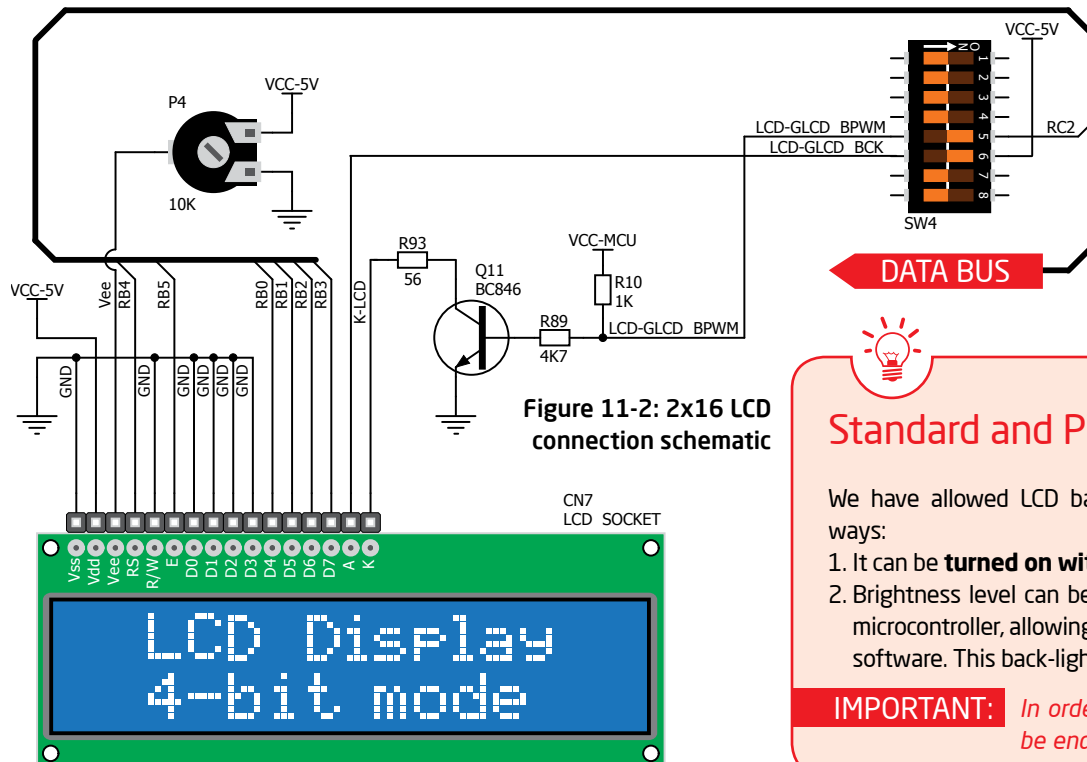 VCC-5V
O
N
1
2
3
4
5
6
7
8
SW4
RC2
LCD-GLCD BPWM
LCD-GLCD BCK
DATA BUS
P4
VCC-5V
10K
VCC-5V
Vee
RB4
RB5
RB0
RB1
RB2
RB3
K-LCD
R93
56
Q11
BC846
VCC-MCU
R10
1K
R89
4K7
LCD-GLCD BPWM
GND
GND
GND
GND
GND
GND
Figure 11-2: 2x16 LCD
connection schematic
CN7
LCD SOCKET
Vss
Vdd
Vee
RS
R/W
E
D0
D1
D2
D3
D4
D5
D6
D7
A
K
LCD Display
4-bit mode
Standard and P
We have allowed LCD ba
ways:
1. It can be turned on wit
2. Brightness level can be
microcontroller, allowing
software. This back-ligh
IMPORTANT:
In orde
be ena